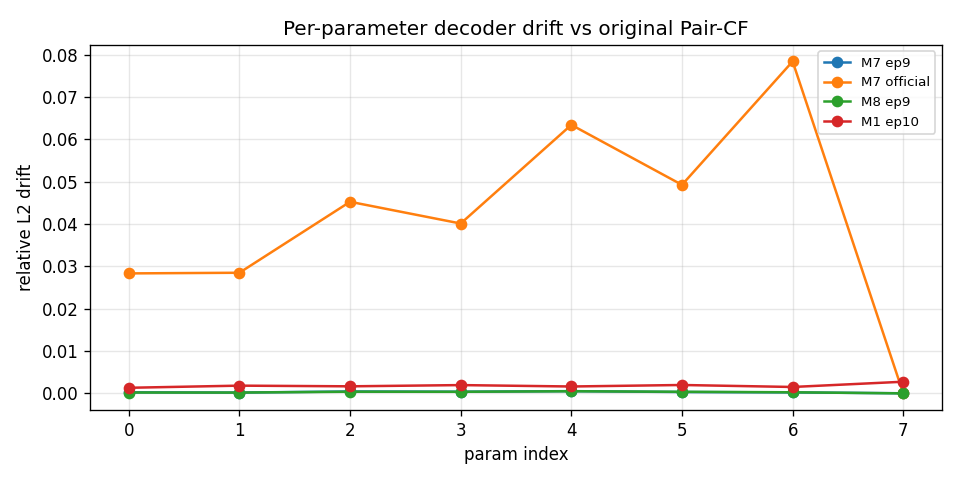 Per-parameter decoder drift vs original Pair-CF
M7 ep9
M7 official
M8 ep9
M1 ep10
relative L2 drift
0.08
0.07
0.06
0.05
0.04
0.03
0.02
0.01
0.00
0 1 2 3 4 5 6 7
param index